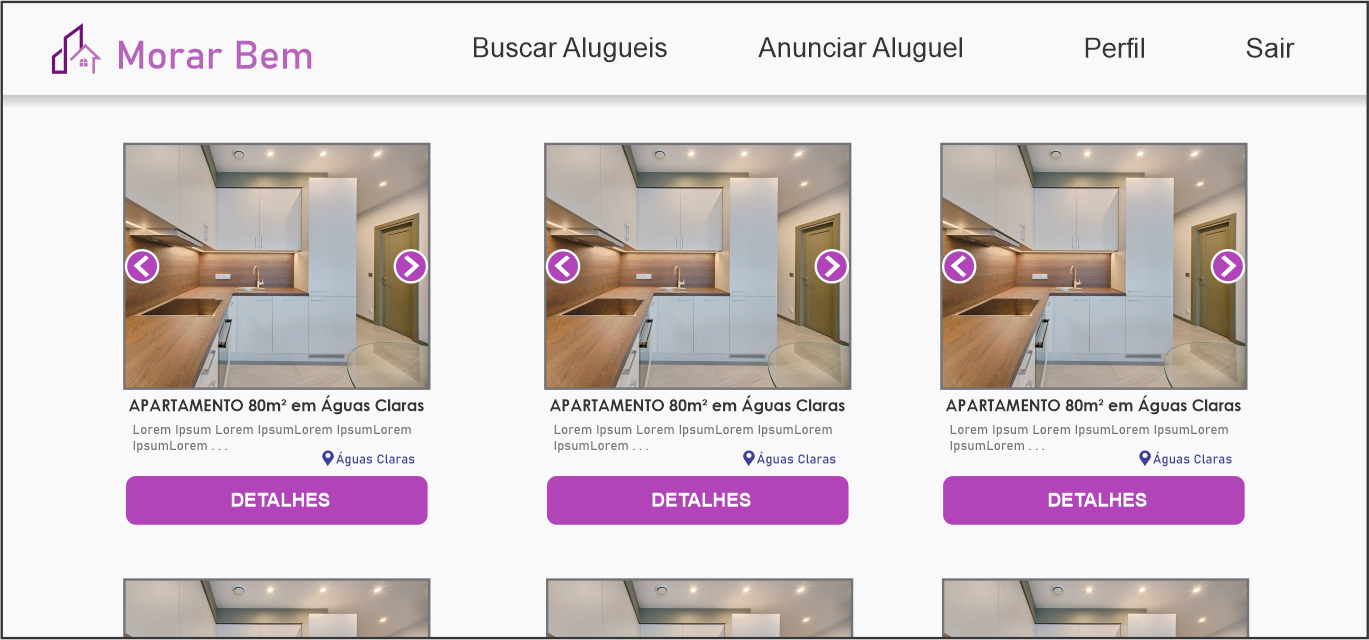 Morar Bem
Buscar Alugueis
Anunciar Aluguel
Perfil
Sair
APARTAMENTO 80m² em Águas Claras
Lorem Ipsum Lorem IpsumLorem IpsumLorem
IpsumLorem . . .
Águas Claras
DETALHES
APARTAMENTO 80m² em Águas Claras
Lorem Ipsum Lorem IpsumLorem IpsumLorem
IpsumLorem . . .
Águas Claras
DETALHES
APARTAMENTO 80m² em Águas Claras
Lorem Ipsum Lorem IpsumLorem IpsumLorem
IpsumLorem . . .
Águas Claras
DETALHES